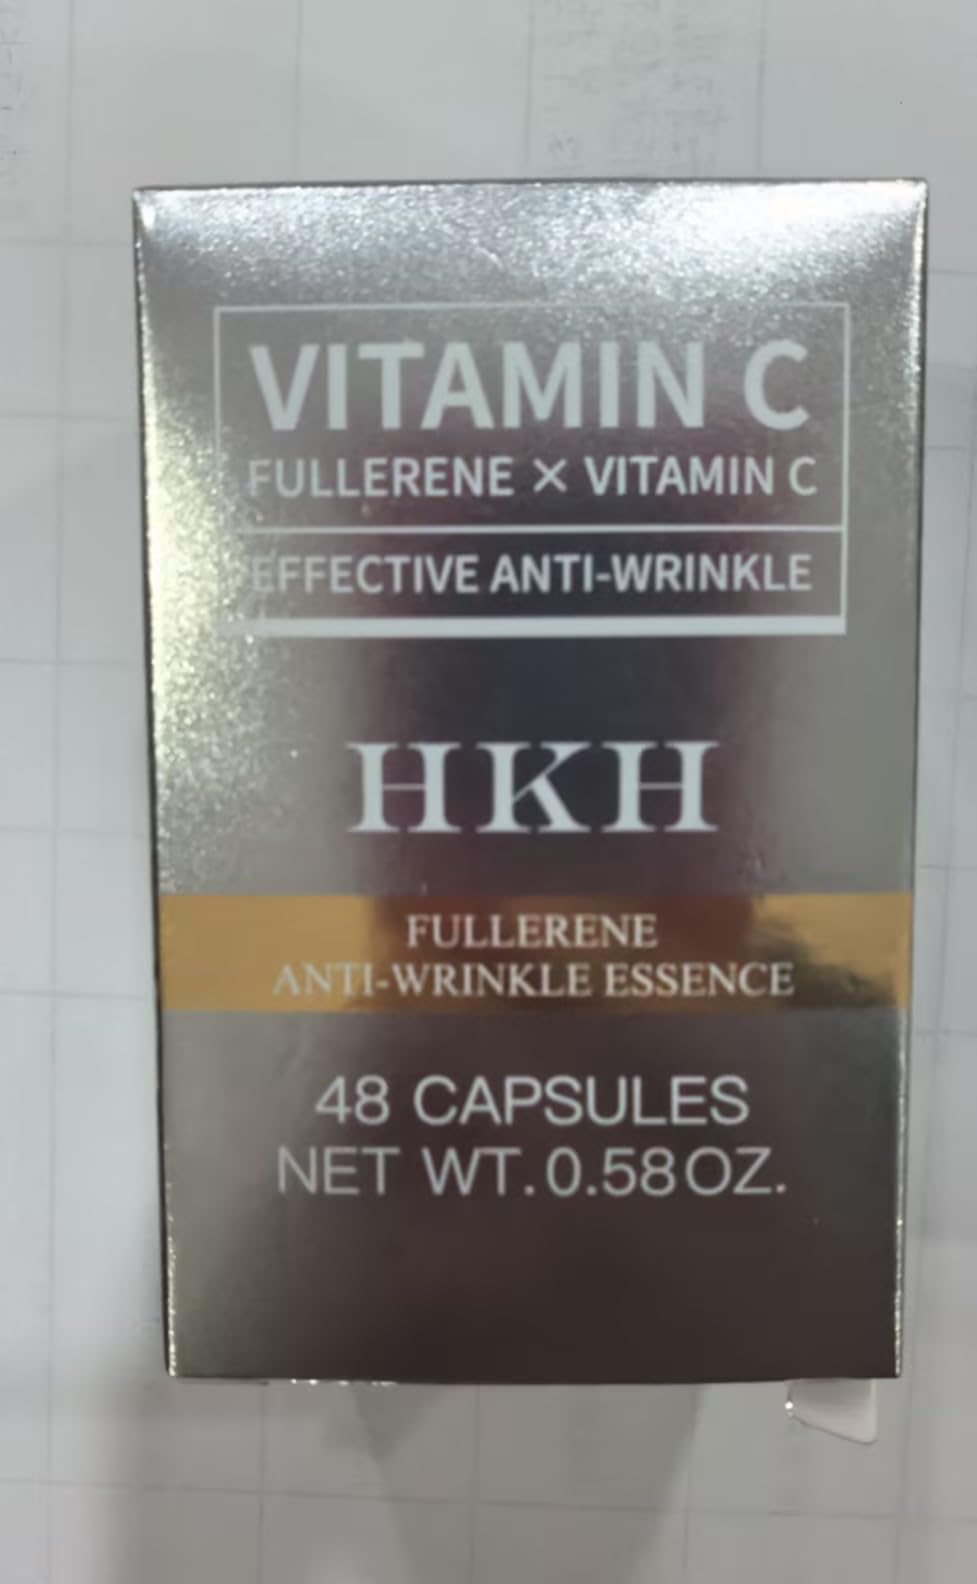 VITAMIN C
FULLERENE × VITAMIN C
EFFECTIVE ANTI-WRINKLE
HKH
FULLERENE
ANTI-WRINKLE ESSENCE
48 CAPSULES
NET WT. 0.58 OZ.